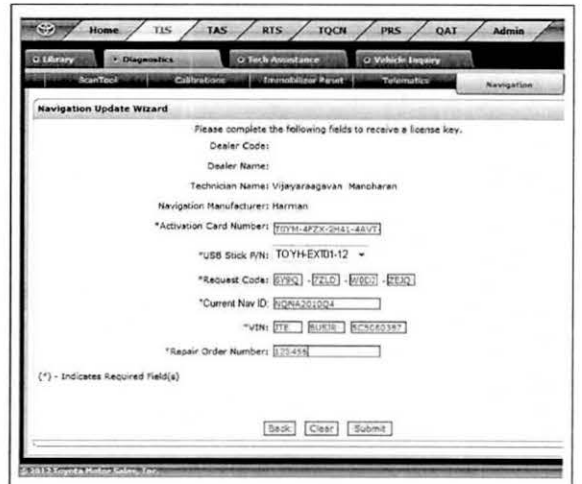 Home TIS TAS RTS TQCN PRS QAT Admin
Library Diagnostics Tech Assistance Vehicle Inquiry
ScanTool Calibrations Immobilizer Reset Telematics Navigation
Navigation Update Wizard
Please complete the following fields to receive a license key.
Dealer Code:
Dealer Name:
Technician Name: Vijayaraagavan Manoharan
Navigation Manufacturer: Harman
*Activation Card Number:
*USB Stick P/N: TOYH-EXT01-12
*Request Code:
*Current Nav ID: NQNA2010Q4
*VIN:
*Repair Order Number: 123456
(*) - Indicates Required Field(s)
Back Clear Submit
© 2012 Toyota Motor Sales, Inc.